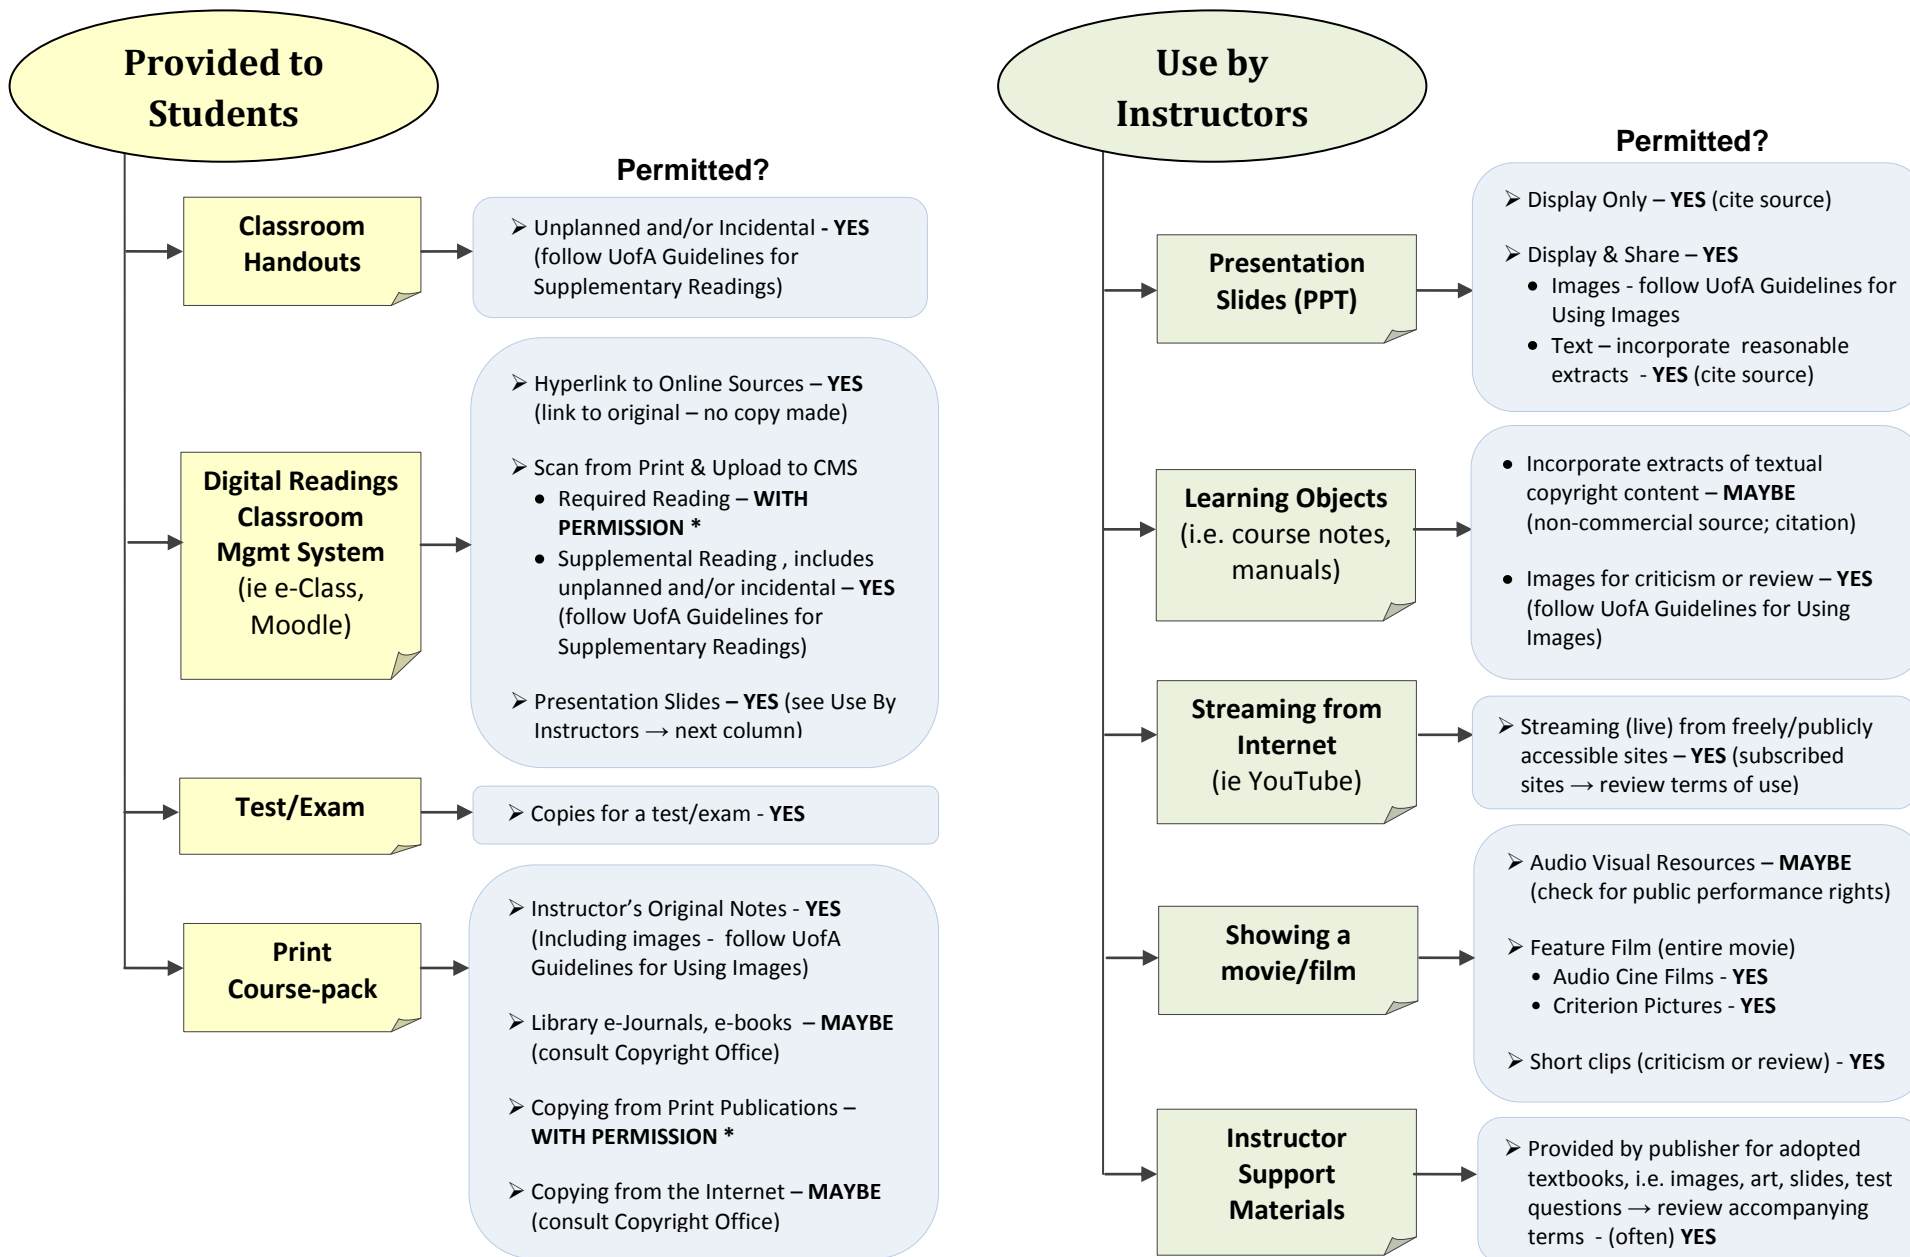 Provided to
Students
Permitted?
Classroom
Handouts
➢ Unplanned and/or Incidental - YES
(follow UofA Guidelines for
Supplementary Readings)
Digital Readings
Classroom
Mgmt System
(ie e-Class,
Moodle)
➢ Hyperlink to Online Sources – YES
(link to original – no copy made)
➢ Scan from Print & Upload to CMS
• Required Reading – WITH
PERMISSION *
• Supplemental Reading , includes
unplanned and/or incidental – YES
(follow UofA Guidelines for
Supplementary Readings)
➢ Presentation Slides – YES (see Use By
Instructors → next column)
Test/Exam
➢ Copies for a test/exam - YES
Print
Course-pack
➢ Instructor’s Original Notes - YES
(Including images - follow UofA
Guidelines for Using Images)
➢ Library e-Journals, e-books – MAYBE
(consult Copyright Office)
➢ Copying from Print Publications –
WITH PERMISSION *
➢ Copying from the Internet – MAYBE
(consult Copyright Office)
Use by
Instructors
Permitted?
Presentation
Slides (PPT)
➢ Display Only – YES (cite source)
➢ Display & Share – YES
• Images - follow UofA Guidelines for
Using Images
• Text – incorporate reasonable
extracts - YES (cite source)
Learning Objects
(i.e. course notes,
manuals)
• Incorporate extracts of textual
copyright content – MAYBE
(non-commercial source; citation)
• Images for criticism or review – YES
(follow UofA Guidelines for Using
Images)
Streaming from
Internet
(ie YouTube)
➢ Streaming (live) from freely/publicly
accessible sites – YES (subscribed
sites → review terms of use)
Showing a
movie/film
➢ Audio Visual Resources – MAYBE
(check for public performance rights)
➢ Feature Film (entire movie)
• Audio Cine Films - YES
• Criterion Pictures - YES
➢ Short clips (criticism or review) - YES
Instructor
Support
Materials
➢ Provided by publisher for adopted
textbooks, i.e. images, art, slides, test
questions → review accompanying
terms - (often) YES